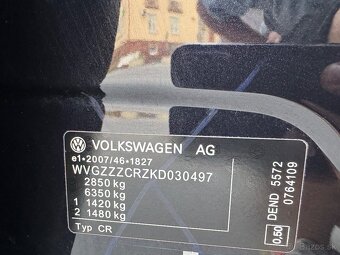 VOLKSWAGEN AG
e1*2007/46*1827
WVGZZZCRZKD030497
2850 kg
6350 kg
1 1420 kg
2 1480 kg
Typ CR
DEND 5572
0764109
0,50